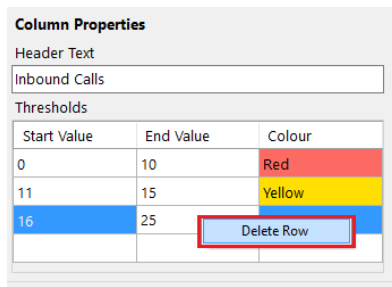 Column Properties
Header Text
Inbound Calls
Thresholds
Start Value End Value Colour
0 10 Red
11 15 Yellow
16 25
Delete Row